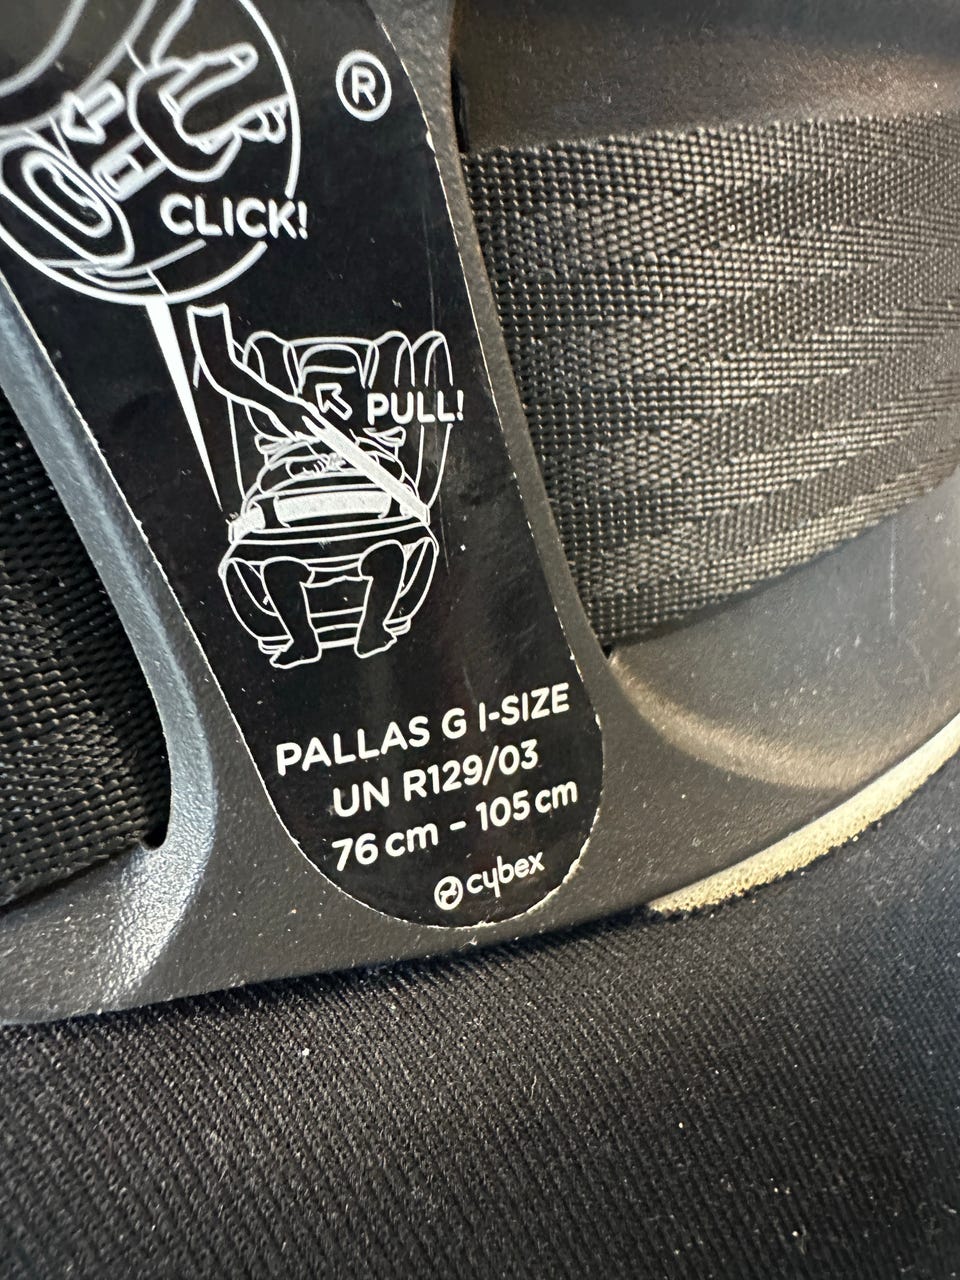 ®
CLICK!
PULL!
PALLAS G I-SIZE
UN R129/03
76 cm - 105 cm
cybex